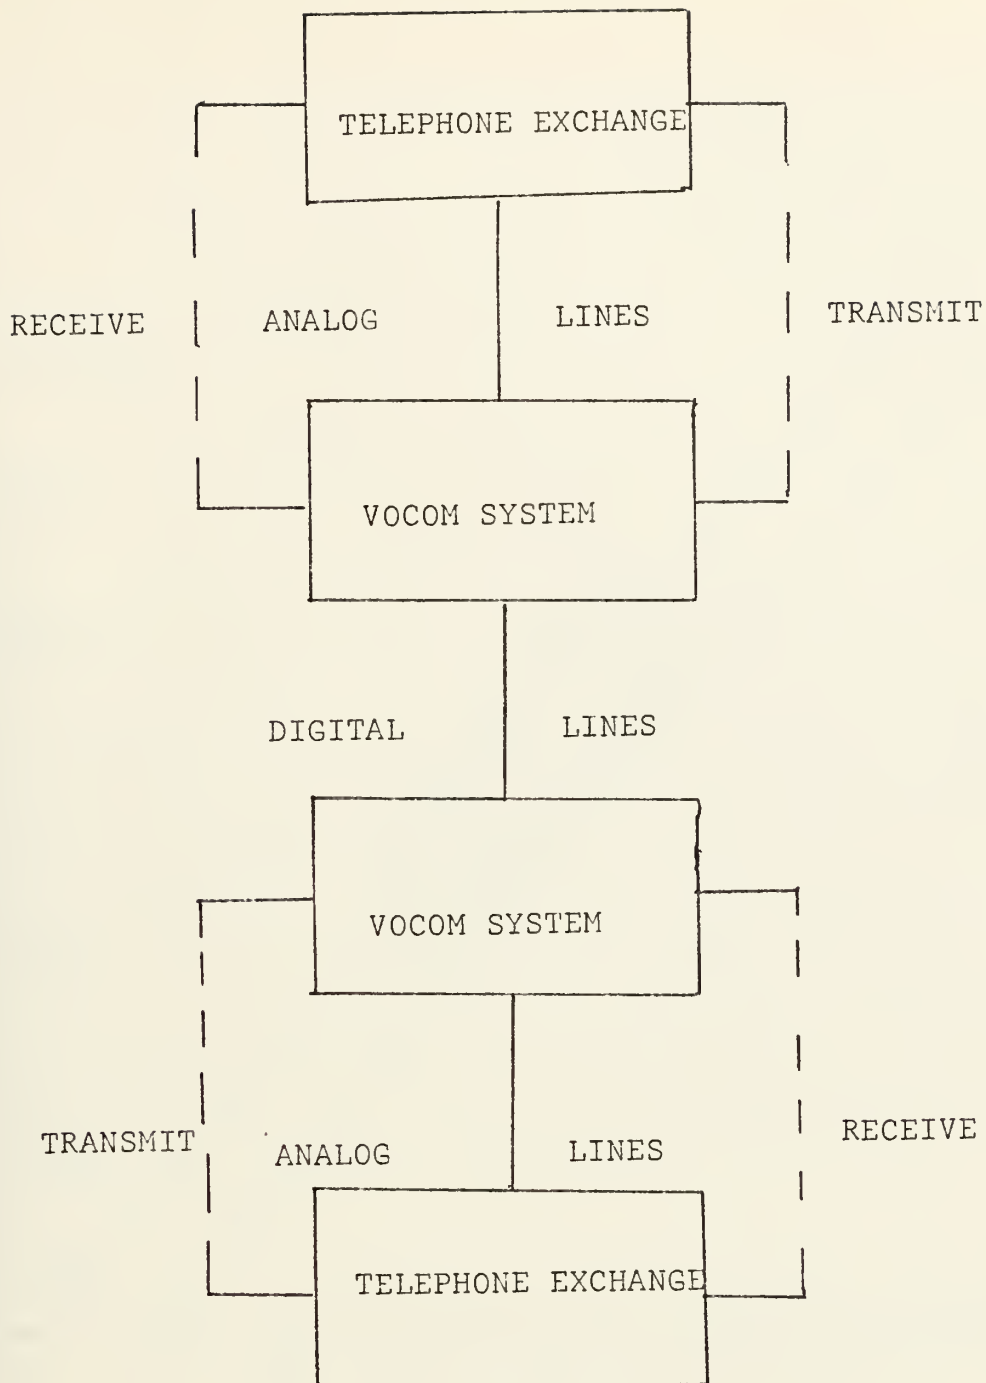 TELEPHONE EXCHANGE
RECEIVE ANALOG LINES TRANSMIT
VOCOM SYSTEM
DIGITAL LINES
VOCOM SYSTEM
TRANSMIT ANALOG LINES RECEIVE
TELEPHONE EXCHANGE